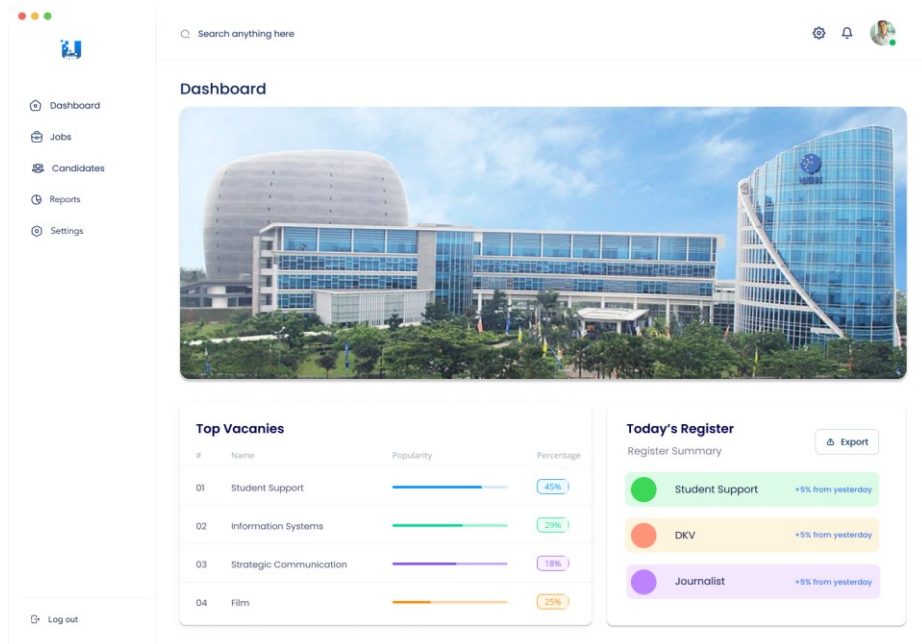 Search anything here
Dashboard
Jobs
Candidates
Reports
Settings
Log out
Dashboard
UMN
Top Vacanies
# Name Popularity Percentage
01 Student Support 45%
02 Information Systems 29%
03 Strategic Communication 18%
04 Film 25%
Today's Register
Register Summary
Export
Student Support +5% from yesterday
DKV +5% from yesterday
Journalist +5% from yesterday